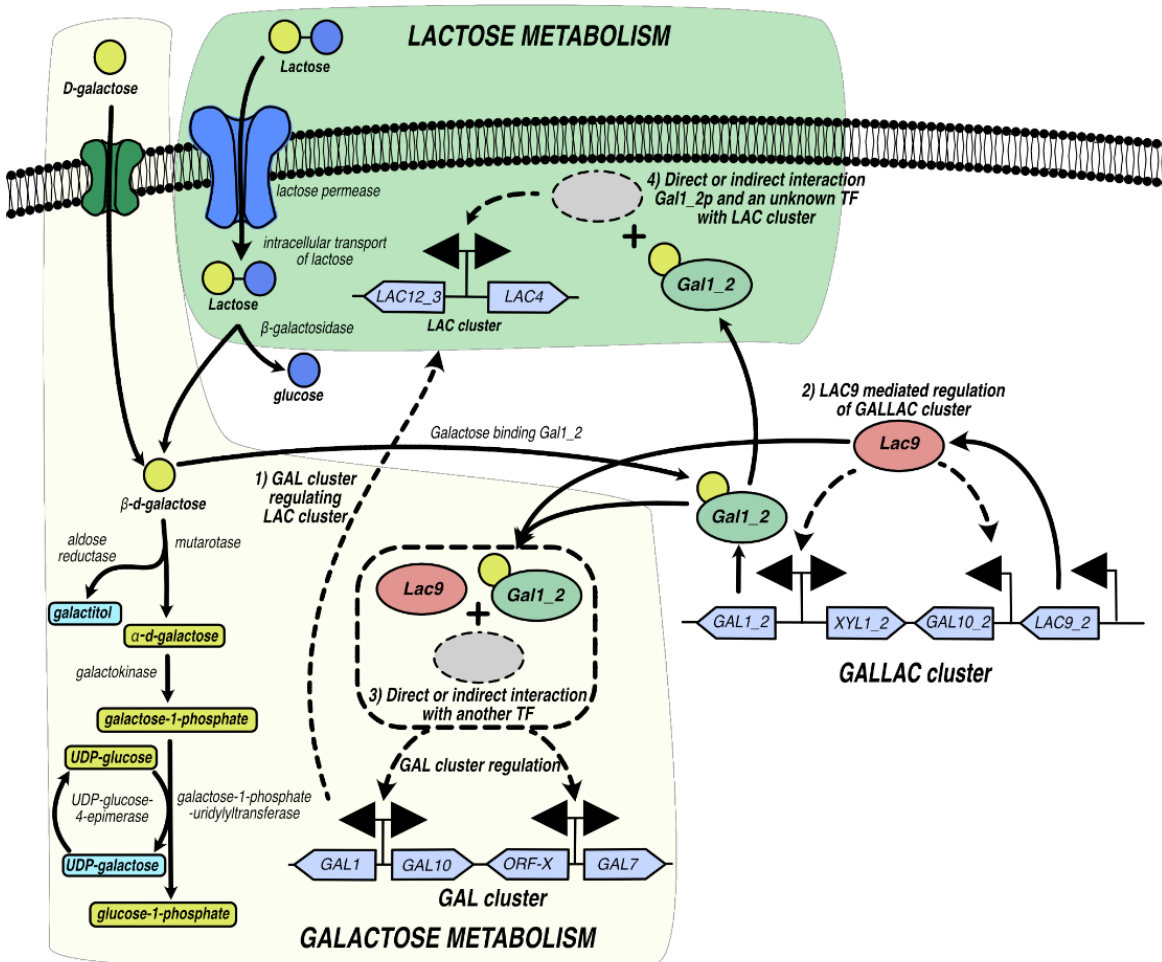 LACTOSE METABOLISM
D-galactose
Lactose
lactose permease
intracellular transport
of lactose
Lactose
β-galactosidase
glucose
4) Direct or indirect interaction
Gal1_2p and an unknown TF
with LAC cluster
+
Gal1_2
LAC12_3
LAC4
LAC cluster
2) LAC9 mediated regulation
of GALLAC cluster
Lac9
Galactose binding Gal1_2
Gal1_2
1) GAL cluster
regulating
LAC cluster
β-d-galactose
aldose
reductase
mutarotase
galactitol
α-d-galactose
galactokinase
galactose-1-phosphate
UDP-glucose
UDP-glucose-
4-epimerase
galactose-1-phosphate
-uridylyltransferase
UDP-galactose
glucose-1-phosphate
Lac9
+
Gal1_2
3) Direct or indirect interaction
with another TF
GAL cluster regulation
GAL1
GAL10
ORF-X
GAL7
GAL cluster
GALACTOSE METABOLISM
GAL1_2
XYL1_2
GAL10_2
LAC9_2
GALLAC cluster